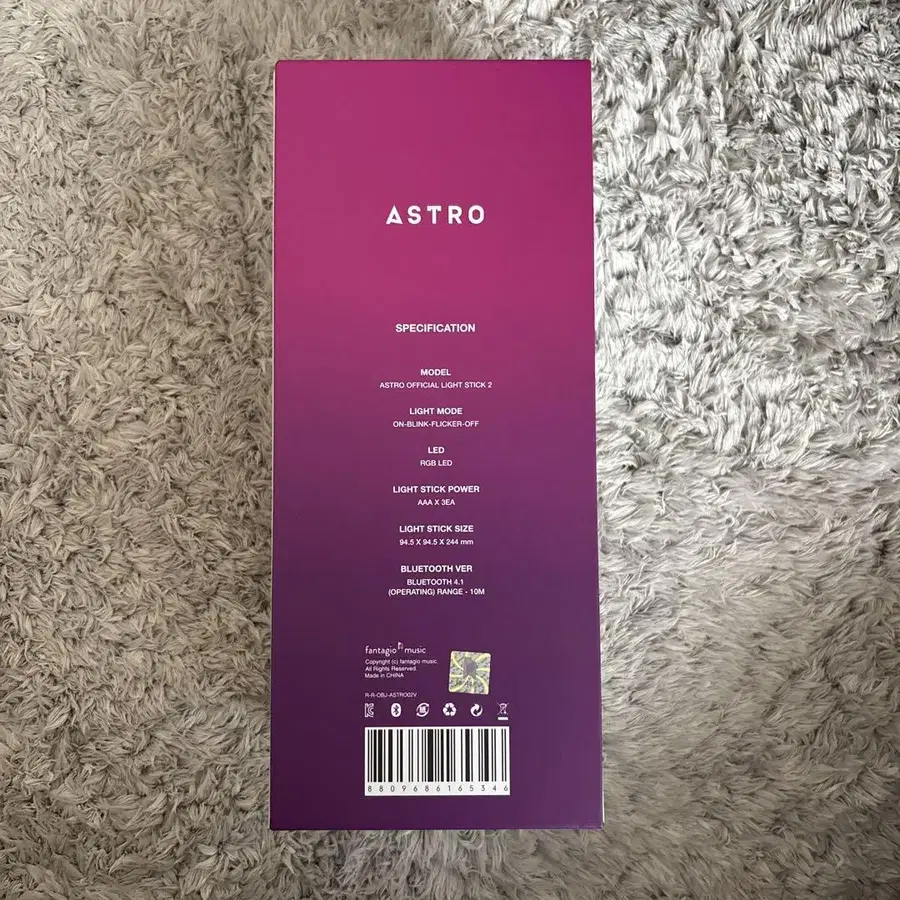 ASTRO
SPECIFICATION
MODEL
ASTRO OFFICIAL LIGHT STICK 2
LIGHT MODE
ON-BLINK-FLICKER-OFF
LED
RGB LED
LIGHT STICK POWER
AAA X 3EA
LIGHT STICK SIZE
94.5 X 94.5 X 244 mm
BLUETOOTH VER
BLUETOOTH 4.1
(OPERATING) RANGE - 10M
fantagio music
Copyright (c) fantagio music.
All Rights Reserved.
Made in CHINA
R-R-OBJ-ASTRO02V
8809686165346